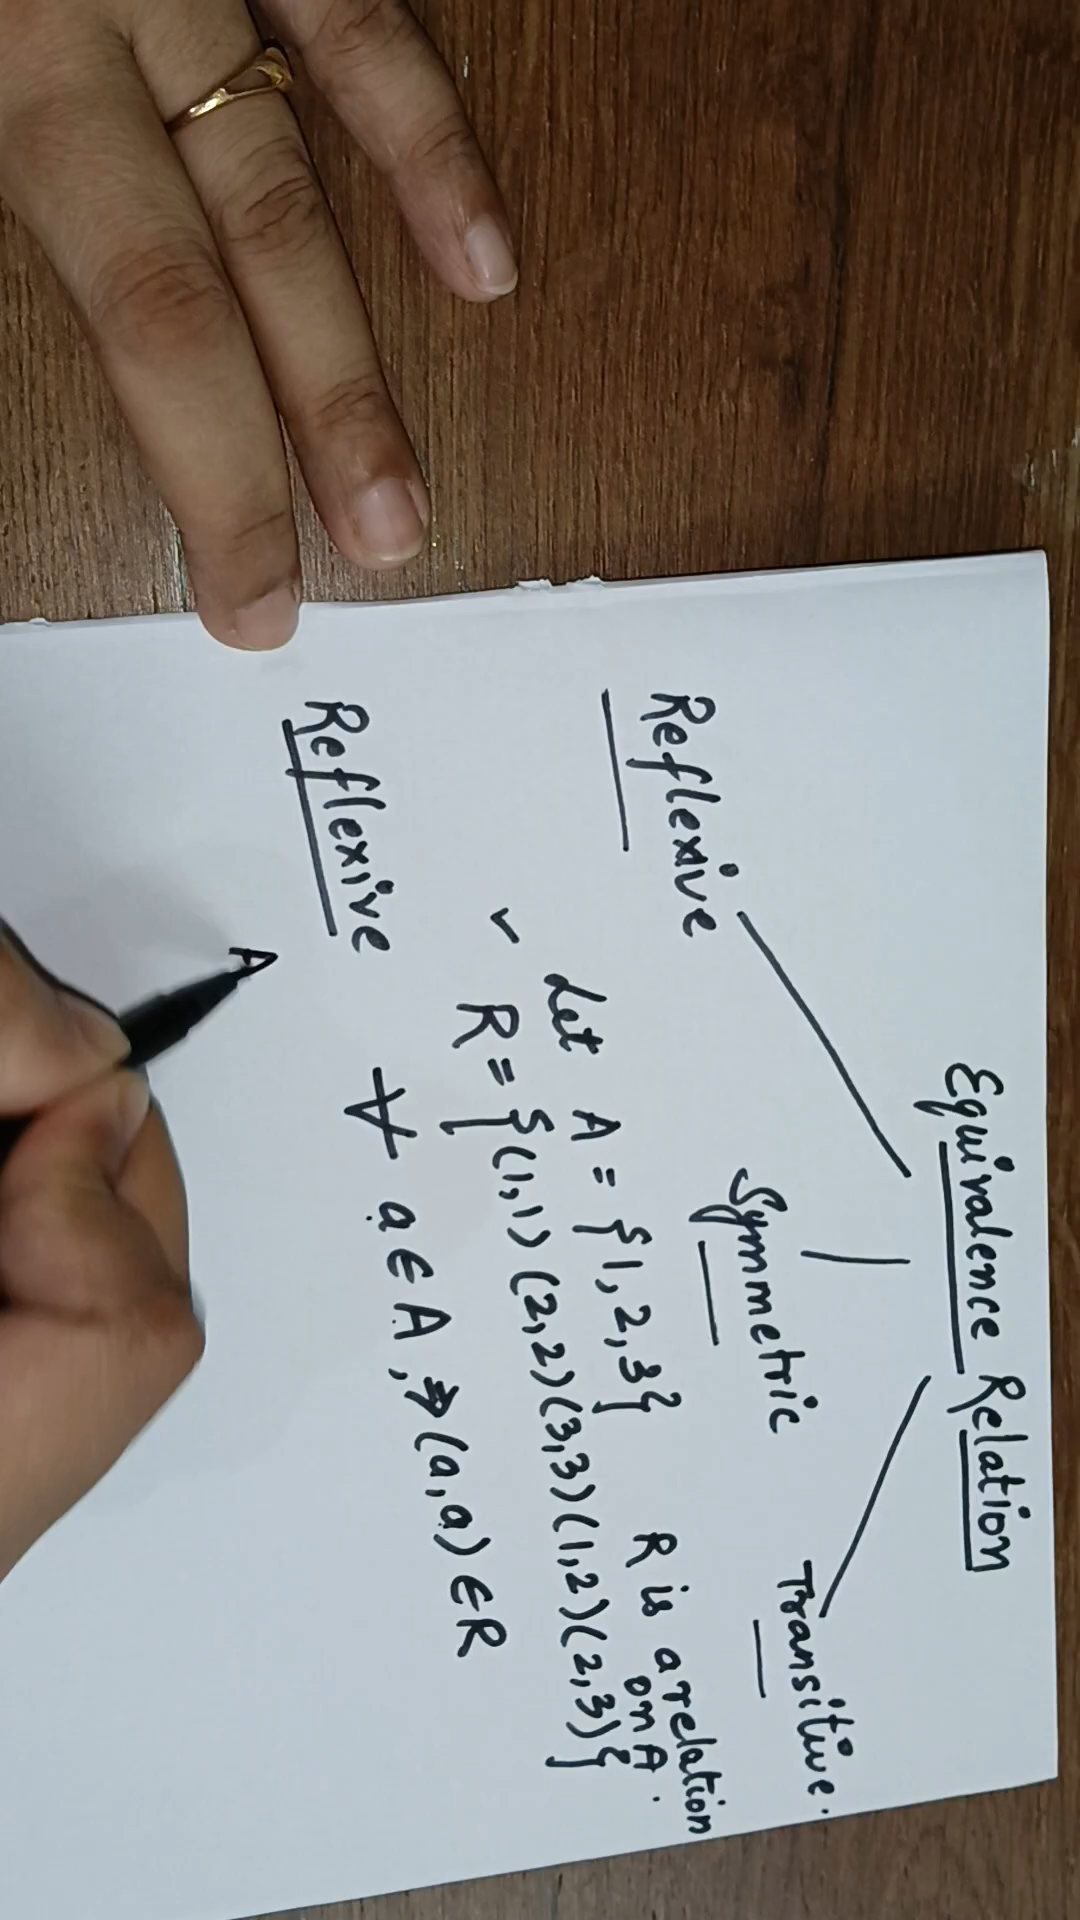 Equivalence Relation
Reflexive Symmetric Transitive.
Let A = {1, 2, 3} R is a relation on A.
R = {(1,1) (2,2) (3,3) (1,2) (2,3)}
Reflexive ∀ a ∈ A, ⇒ (a, a) ∈ R
A